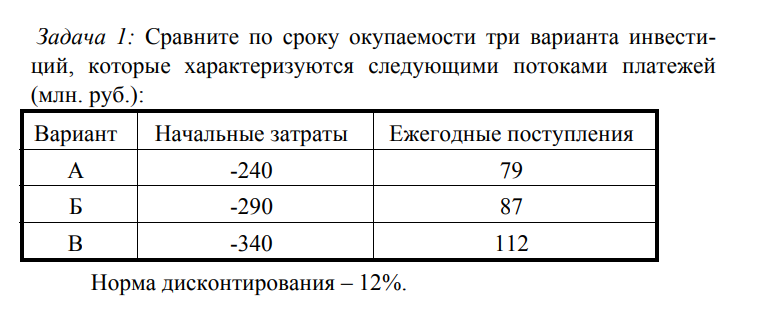 Задача 1: Сравните по сроку окупаемости три варианта инвести-
ций, которые характеризуются следующими потоками платежей
(млн. руб.):
Вариант Начальные затраты Ежегодные поступления
А -240 79
Б -290 87
В -340 112
Норма дисконтирования – 12%.